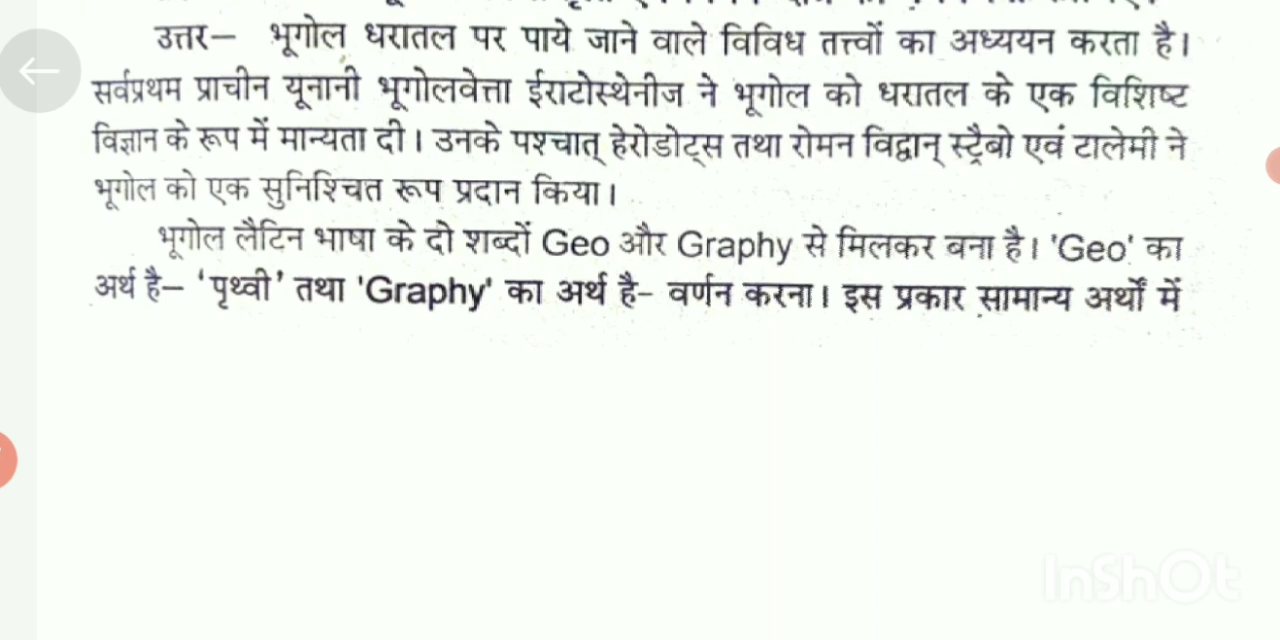 उत्तर– भूगोल धरातल पर पाये जाने वाले विविध तत्त्वों का अध्ययन करता है।
सर्वप्रथम प्राचीन यूनानी भूगोलवेत्ता ईराटोस्थेनीज ने भूगोल को धरातल के एक विशिष्ट
विज्ञान के रूप में मान्यता दी। उनके पश्चात् हेरोडोट्स तथा रोमन विद्वान् स्ट्रैबो एवं टालेमी ने
भूगोल को एक सुनिश्चित रूप प्रदान किया।
भूगोल लैटिन भाषा के दो शब्दों Geo और Graphy से मिलकर बना है। 'Geo' का
अर्थ है– 'पृथ्वी' तथा 'Graphy' का अर्थ है- वर्णन करना। इस प्रकार सामान्य अर्थों में
InShOt